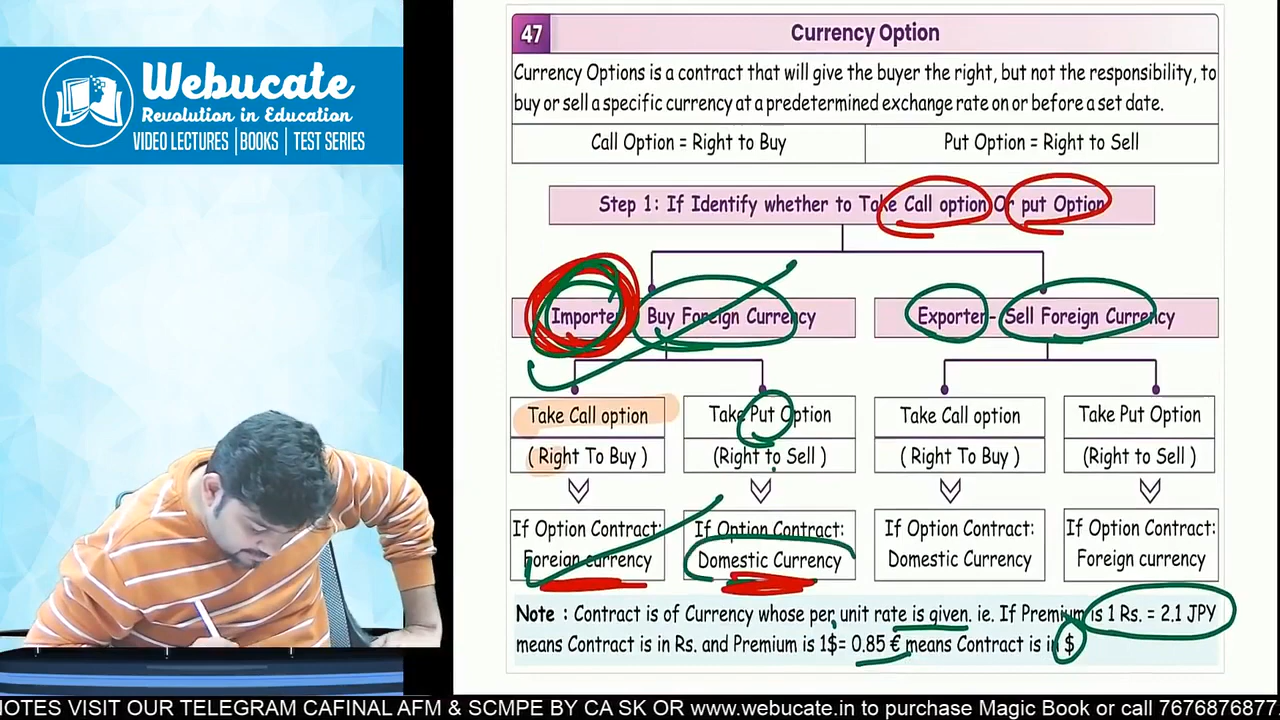 Webucate
Revolution in Education
VIDEO LECTURES | BOOKS | TEST SERIES
47
Currency Option
Currency Options is a contract that will give the buyer the right, but not the responsibility, to
buy or sell a specific currency at a predetermined exchange rate on or before a set date.
Call Option = Right to Buy
Put Option = Right to Sell
Step 1: If Identify whether to Take Call option Or put Option
Importer Buy Foreign Currency
Exporter- Sell Foreign Currency
Take Call option
Take Put Option
Take Call option
Take Put Option
( Right To Buy )
(Right to Sell )
( Right To Buy )
(Right to Sell )
If Option Contract:
Foreign currency
If Option Contract:
Domestic Currency
If Option Contract:
Domestic Currency
If Option Contract:
Foreign currency
Note : Contract is of Currency whose per unit rate is given. ie. If Premium is 1 Rs. = 2.1 JPY
means Contract is in Rs. and Premium is 1$= 0.85 € means Contract is in $
NOTES VISIT OUR TELEGRAM CAFINAL AFM & SCMPE BY CA SK OR www.webucate.in to purchase Magic Book or call 7676876877